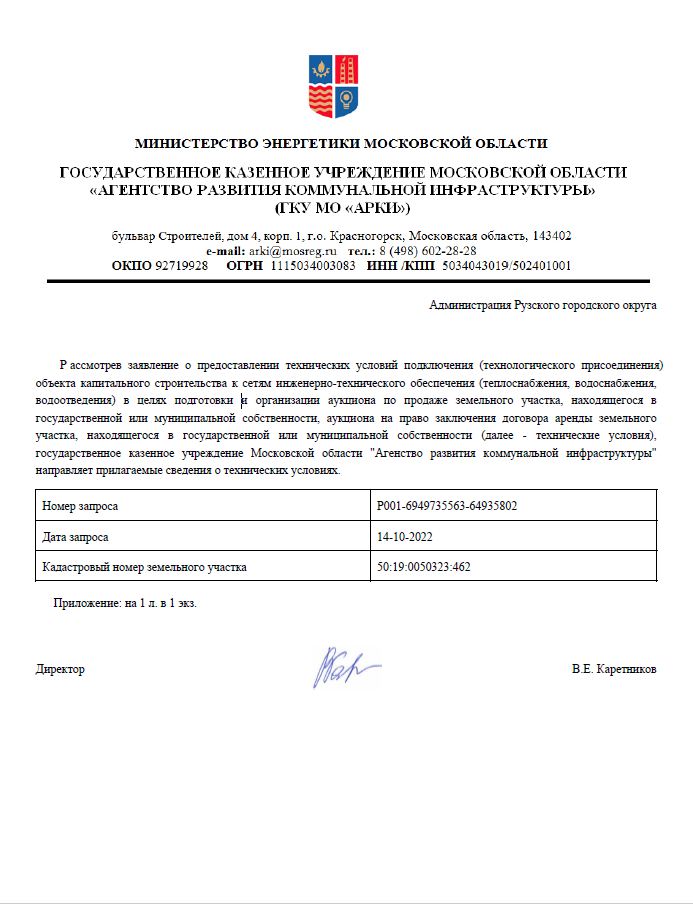 МИНИСТЕРСТВО ЭНЕРГЕТИКИ МОСКОВСКОЙ ОБЛАСТИ
ГОСУДАРСТВЕННОЕ КАЗЕННОЕ УЧРЕЖДЕНИЕ МОСКОВСКОЙ ОБЛАСТИ
«АГЕНТСТВО РАЗВИТИЯ КОММУНАЛЬНОЙ ИНФРАСТРУКТУРЫ»
(ГКУ МО «АРКИ»)
бульвар Строителей, дом 4, корп. 1, г.о. Красногорск, Московская область, 143402
e-mail: arki@mosreg.ru тел.: 8 (498) 602-28-28
ОКПО 92719928 ОГРН 1115034003083 ИНН /КПП 5034043019/502401001
Администрация Рузского городского округа
Рассмотрев заявление о предоставлении технических условий подключения (технологического присоединения)
объекта капитального строительства к сетям инженерно-технического обеспечения (теплоснабжения, водоснабжения,
водоотведения) в целях подготовки и организации аукциона по продаже земельного участка, находящегося в
государственной или муниципальной собственности, аукциона на право заключения договора аренды земельного
участка, находящегося в государственной или муниципальной собственности (далее - технические условия),
государственное казенное учреждение Московской области "Агенство развития коммунальной инфраструктуры"
направляет прилагаемые сведения о технических условиях.
Номер запроса P001-6949735563-64935802
Дата запроса 14-10-2022
Кадастровый номер земельного участка 50:19:0050323:462
Приложение: на 1 л. в 1 экз.
Директор В.Е. Каретников